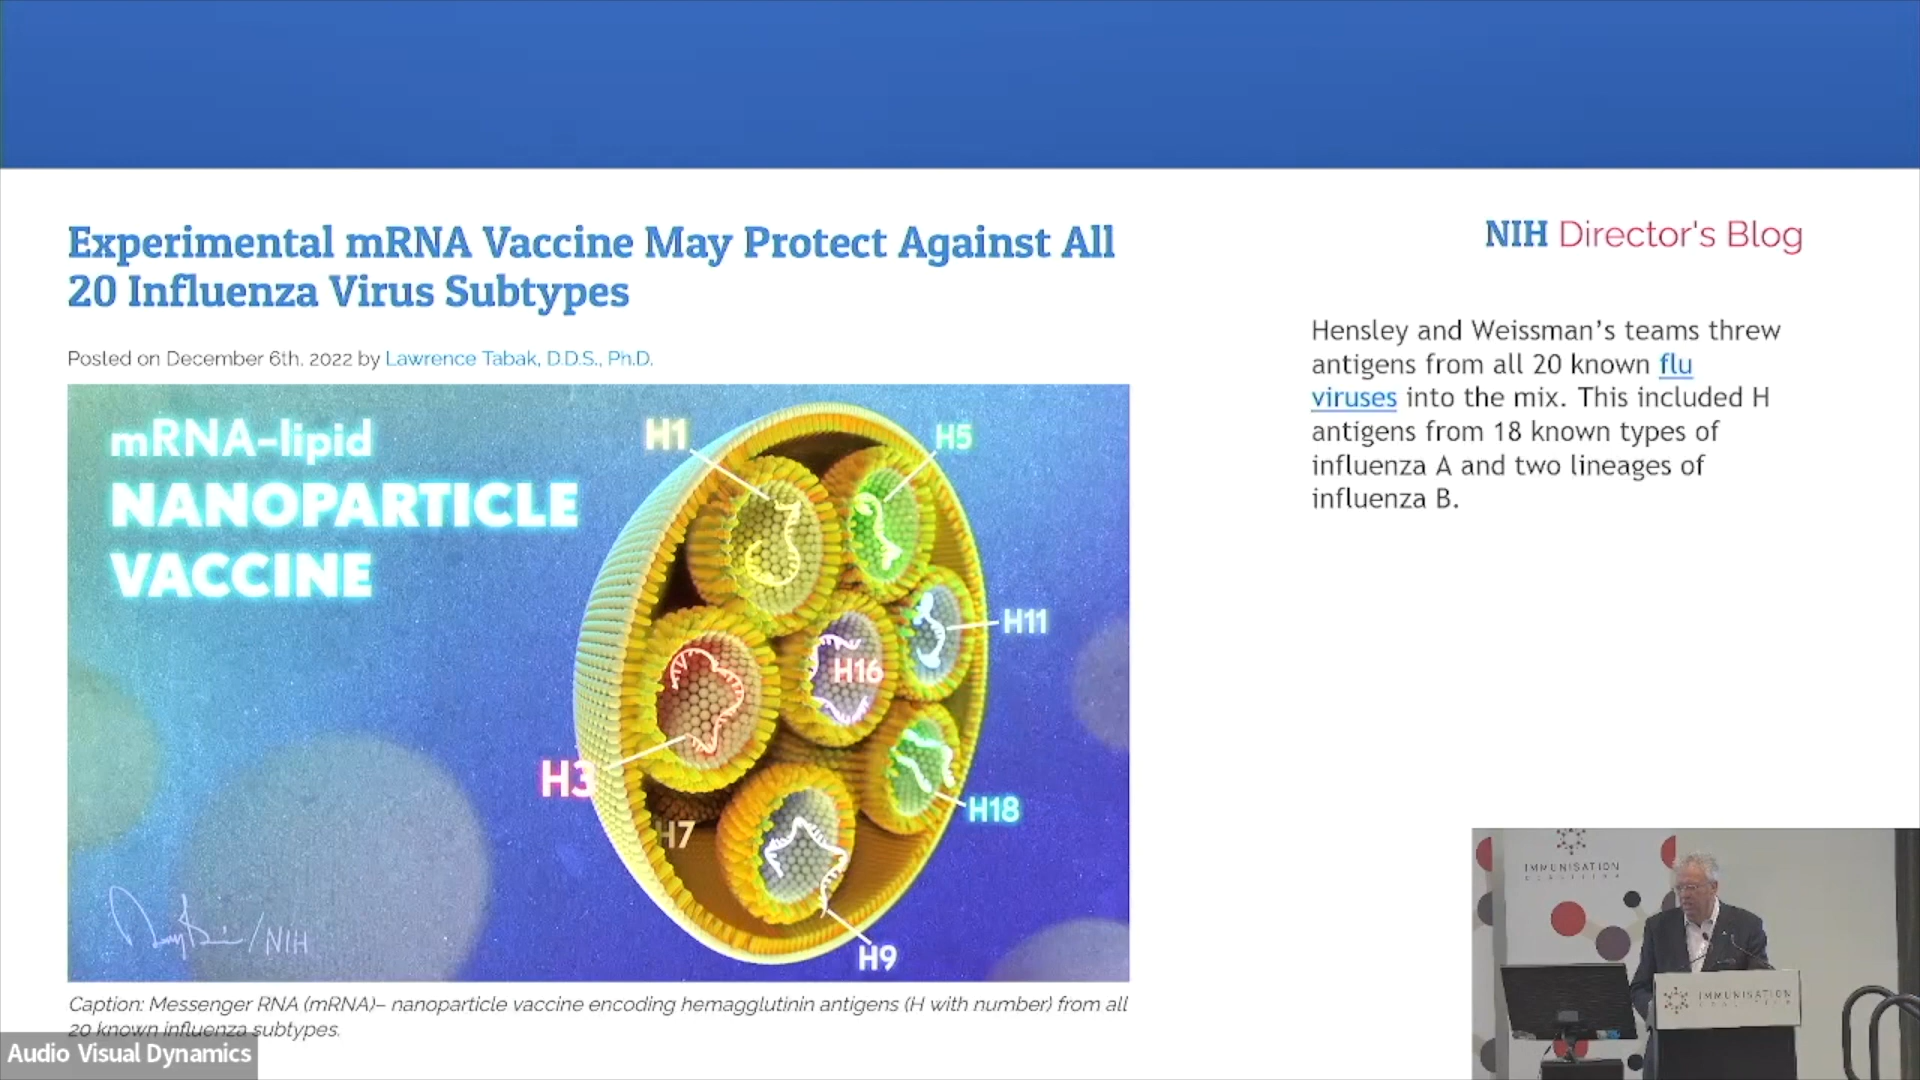 Experimental mRNA Vaccine May Protect Against All
20 Influenza Virus Subtypes
Posted on December 6th, 2022 by Lawrence Tabak, D.D.S., Ph.D.
mRNA-lipid
NANOPARTICLE
VACCINE
H1
H5
H11
H16
H3
H18
H7
H9
/NIH
Caption: Messenger RNA (mRNA)– nanoparticle vaccine encoding hemagglutinin antigens (H with number) from all
20 known influenza subtypes.
NIH Director's Blog
Hensley and Weissman’s teams threw
antigens from all 20 known flu
viruses into the mix. This included H
antigens from 18 known types of
influenza A and two lineages of
influenza B.
IMMUNISATION
COALITION
IMMUNISATION
COALITION
Audio Visual Dynamics